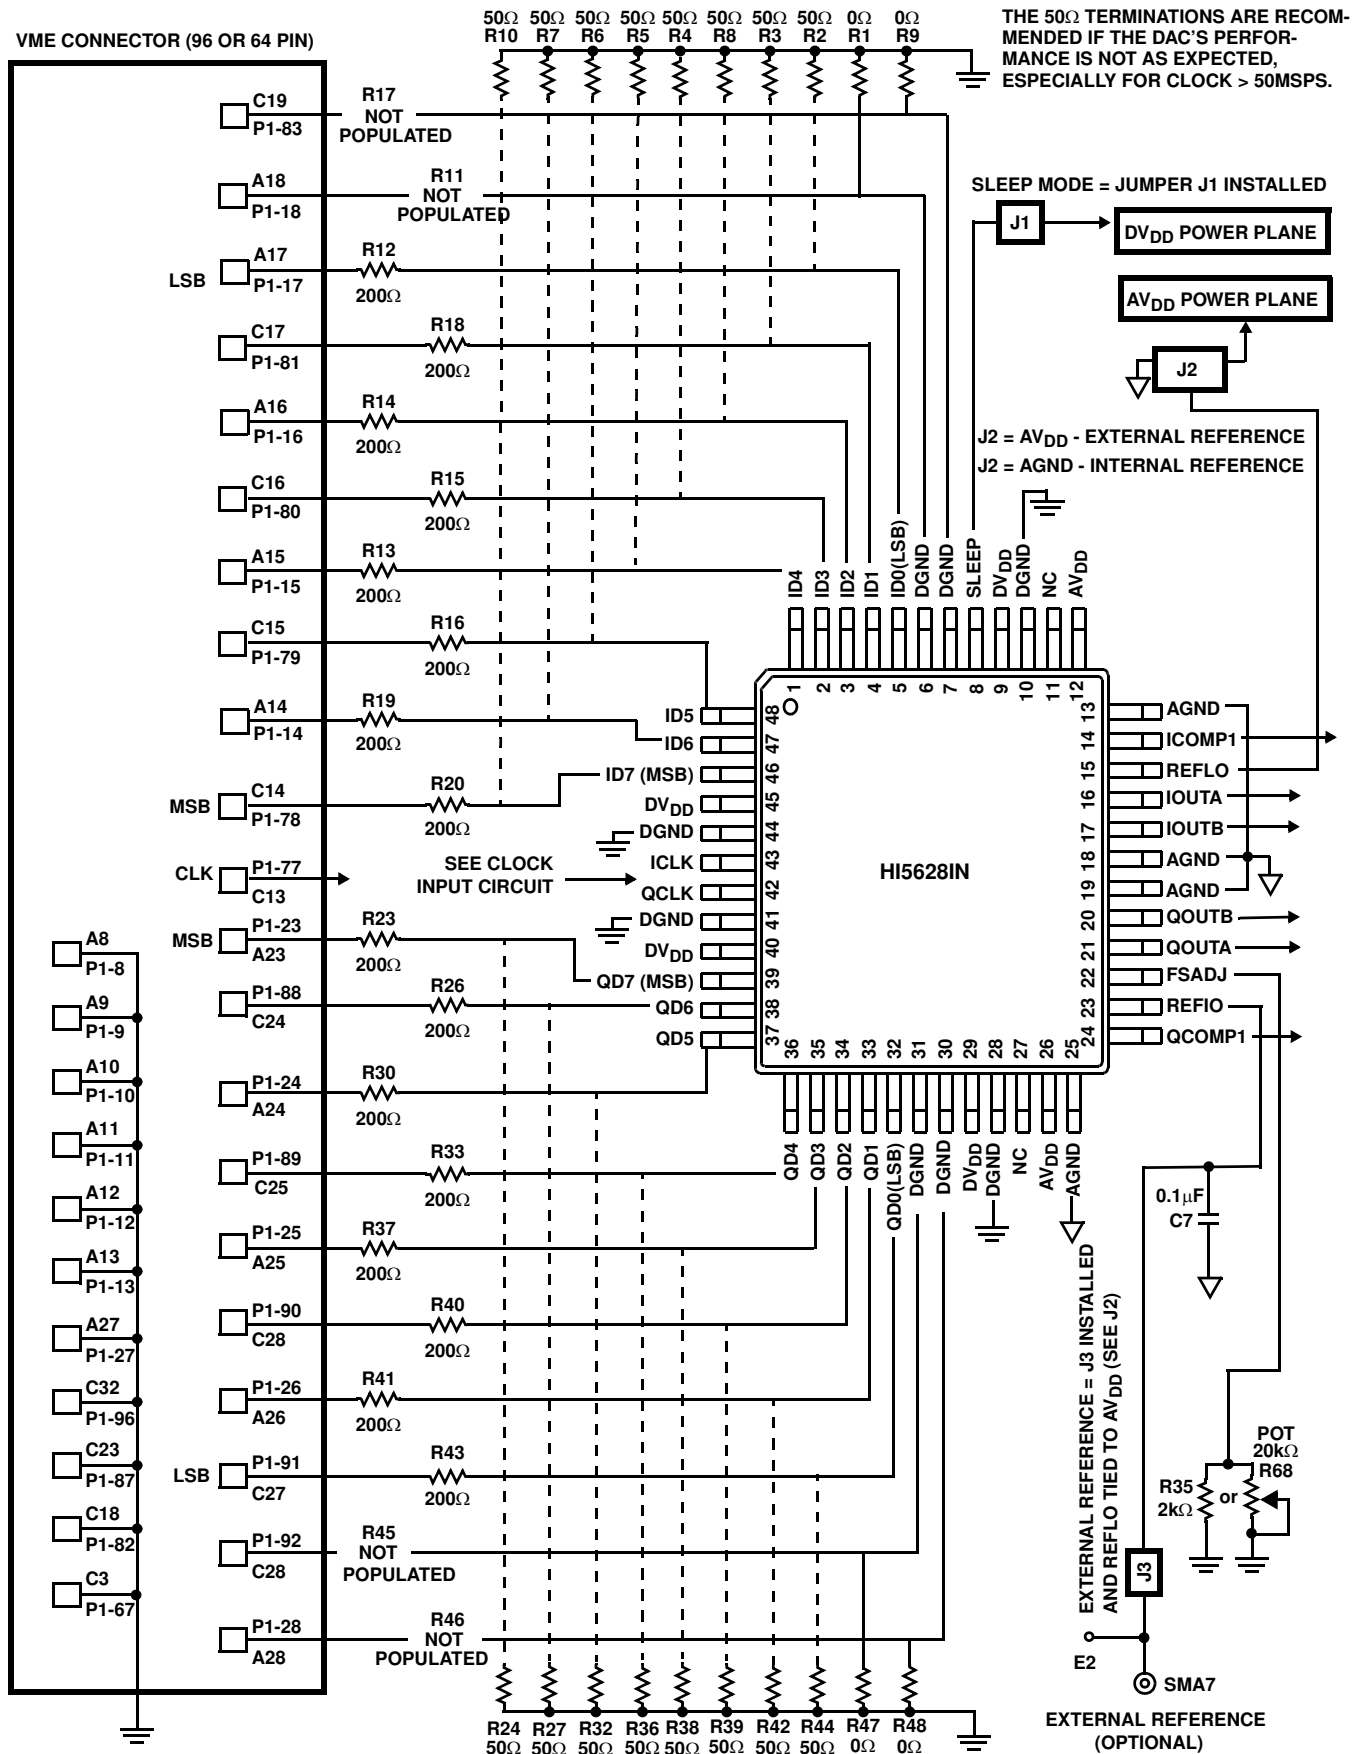 50Ω 50Ω 50Ω 50Ω 50Ω 50Ω 50Ω 50Ω 0Ω 0Ω
R10 R7 R6 R5 R4 R8 R3 R2 R1 R9
THE 50Ω TERMINATIONS ARE RECOM-
MENDED IF THE DAC'S PERFOR-
MANCE IS NOT AS EXPECTED,
ESPECIALLY FOR CLOCK > 50MSPS.
VME CONNECTOR (96 OR 64 PIN)
C19
P1-83
R17
NOT
POPULATED
A18
P1-18
R11
NOT
POPULATED
LSB
A17
P1-17
R12
200Ω
C17
P1-81
R18
200Ω
A16
P1-16
R14
200Ω
C16
P1-80
R15
200Ω
A15
P1-15
R13
200Ω
C15
P1-79
R16
200Ω
A14
P1-14
R19
200Ω
MSB
C14
P1-78
R20
200Ω
CLK
P1-77
C13
SEE CLOCK
INPUT CIRCUIT
MSB
P1-23
A23
R23
200Ω
P1-88
C24
R26
200Ω
P1-24
A24
R30
200Ω
P1-89
C25
R33
200Ω
P1-25
A25
R37
200Ω
P1-90
C28
R40
200Ω
P1-26
A26
R41
200Ω
LSB
P1-91
C27
R43
200Ω
P1-92
C28
R45
NOT
POPULATED
P1-28
A28
R46
NOT
POPULATED
A8
P1-8
A9
P1-9
A10
P1-10
A11
P1-11
A12
P1-12
A13
P1-13
A27
P1-27
C32
P1-96
C23
P1-87
C18
P1-82
C3
P1-67
SLEEP MODE = JUMPER J1 INSTALLED
J1
DVDD POWER PLANE
AVDD POWER PLANE
J2
J2 = AVDD - EXTERNAL REFERENCE
J2 = AGND - INTERNAL REFERENCE
ID4 ID3 ID2 ID1 ID0(LSB) DGND DGND SLEEP DVDD DGND NC AVDD
1 2 3 4 5 6 7 8 9 10 11 12
ID5 48
ID6 47
ID7 (MSB) 46
DVDD 45
DGND 44
ICLK 43
QCLK 42
DGND 41
DVDD 40
QD7 (MSB) 39
QD6 38
QD5 37
HI5628IN
13 AGND
14 ICOMP1
15 REFLO
16 IOUTA
17 IOUTB
18 AGND
19 AGND
20 QOUTB
21 QOUTA
22 FSADJ
23 REFIO
24 QCOMP1
36 35 34 33 32 31 30 29 28 27 26 25
QD4 QD3 QD2 QD1 QD0(LSB) DGND DGND DVDD DGND NC AVDD AGND
0.1µF
C7
EXTERNAL REFERENCE = J3 INSTALLED
AND REFLO TIED TO AVDD (SEE J2)
POT
20kΩ
R68
R35
2kΩ
or
J3
E2
SMA7
EXTERNAL REFERENCE
(OPTIONAL)
R24 R27 R32 R36 R38 R39 R42 R44 R47 R48
50Ω 50Ω 50Ω 50Ω 50Ω 50Ω 50Ω 50Ω 0Ω 0Ω